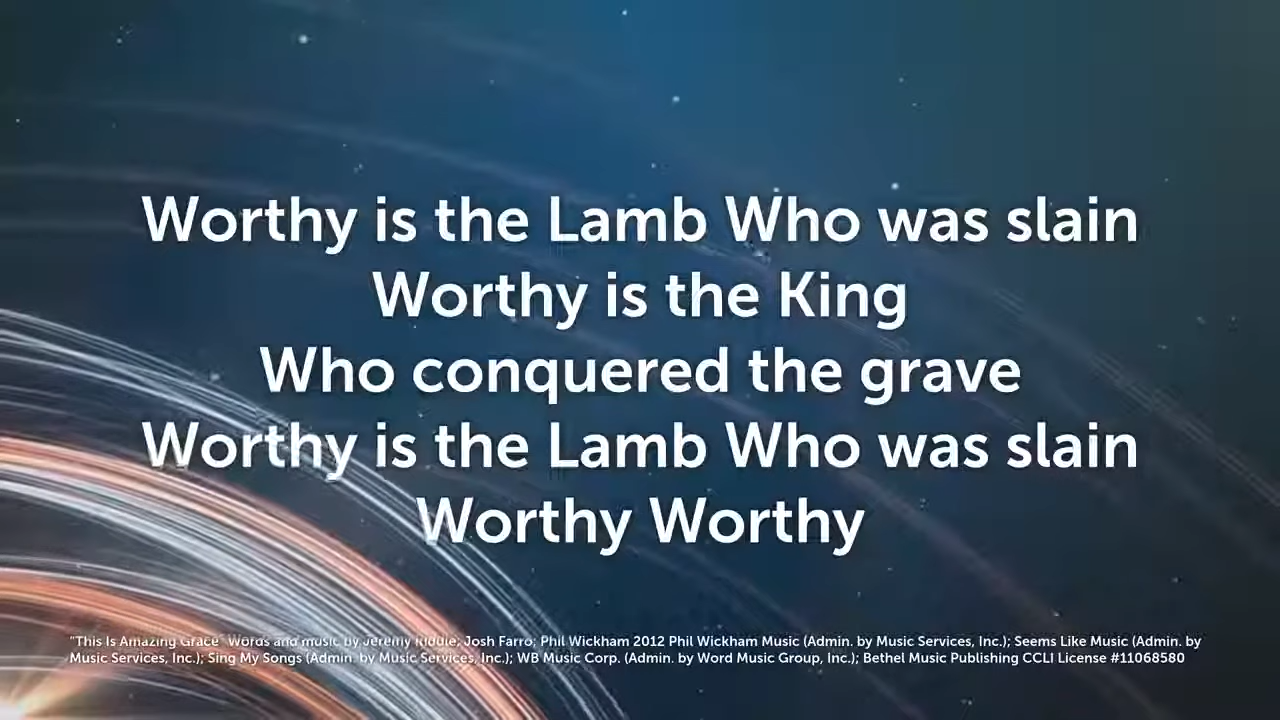 Worthy is the Lamb Who was slain
Worthy is the King
Who conquered the grave
Worthy is the Lamb Who was slain
Worthy Worthy
"This Is Amazing Grace" Words and music by Jeremy Riddle; Josh Farro; Phil Wickham 2012 Phil Wickham Music (Admin. by Music Services, Inc.); Seems Like Music (Admin. by
Music Services, Inc.); Sing My Songs (Admin. by Music Services, Inc.); WB Music Corp. (Admin. by Word Music Group, Inc.); Bethel Music Publishing CCLI License #11068580